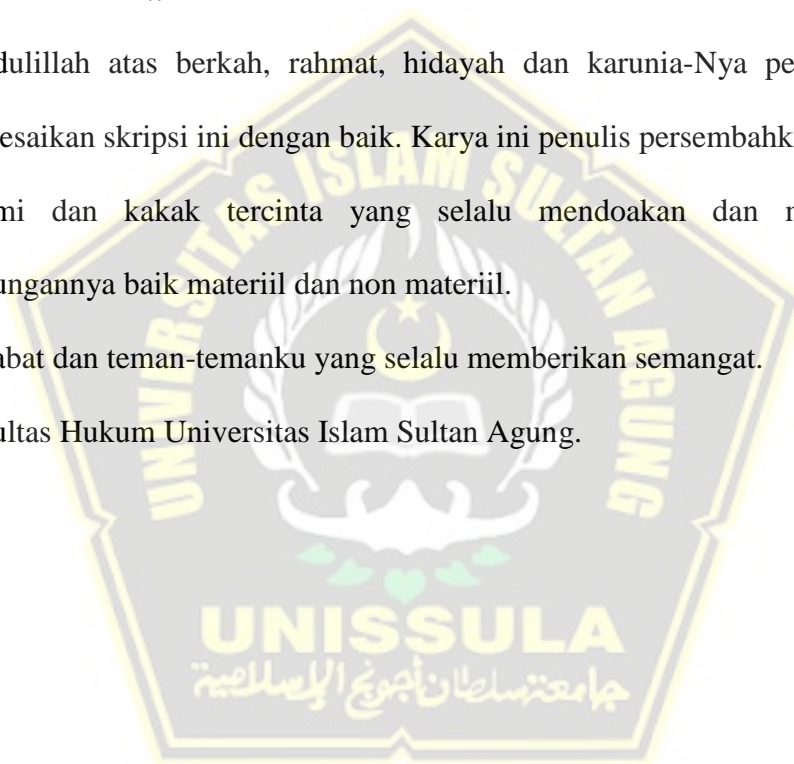 dulillah atas berkah, rahmat, hidayah dan karunia-Nya pe
esaikan skripsi ini dengan baik. Karya ini penulis persembahk
mi dan kakak tercinta yang selalu mendoakan dan m
ungannya baik materiil dan non materiil.
abat dan teman-temanku yang selalu memberikan semangat.
ultas Hukum Universitas Islam Sultan Agung.
UNIVERSITAS ISLAM SULTAN AGUNG
UNISSULA
جامعترسلطان أجونج الإسلامية